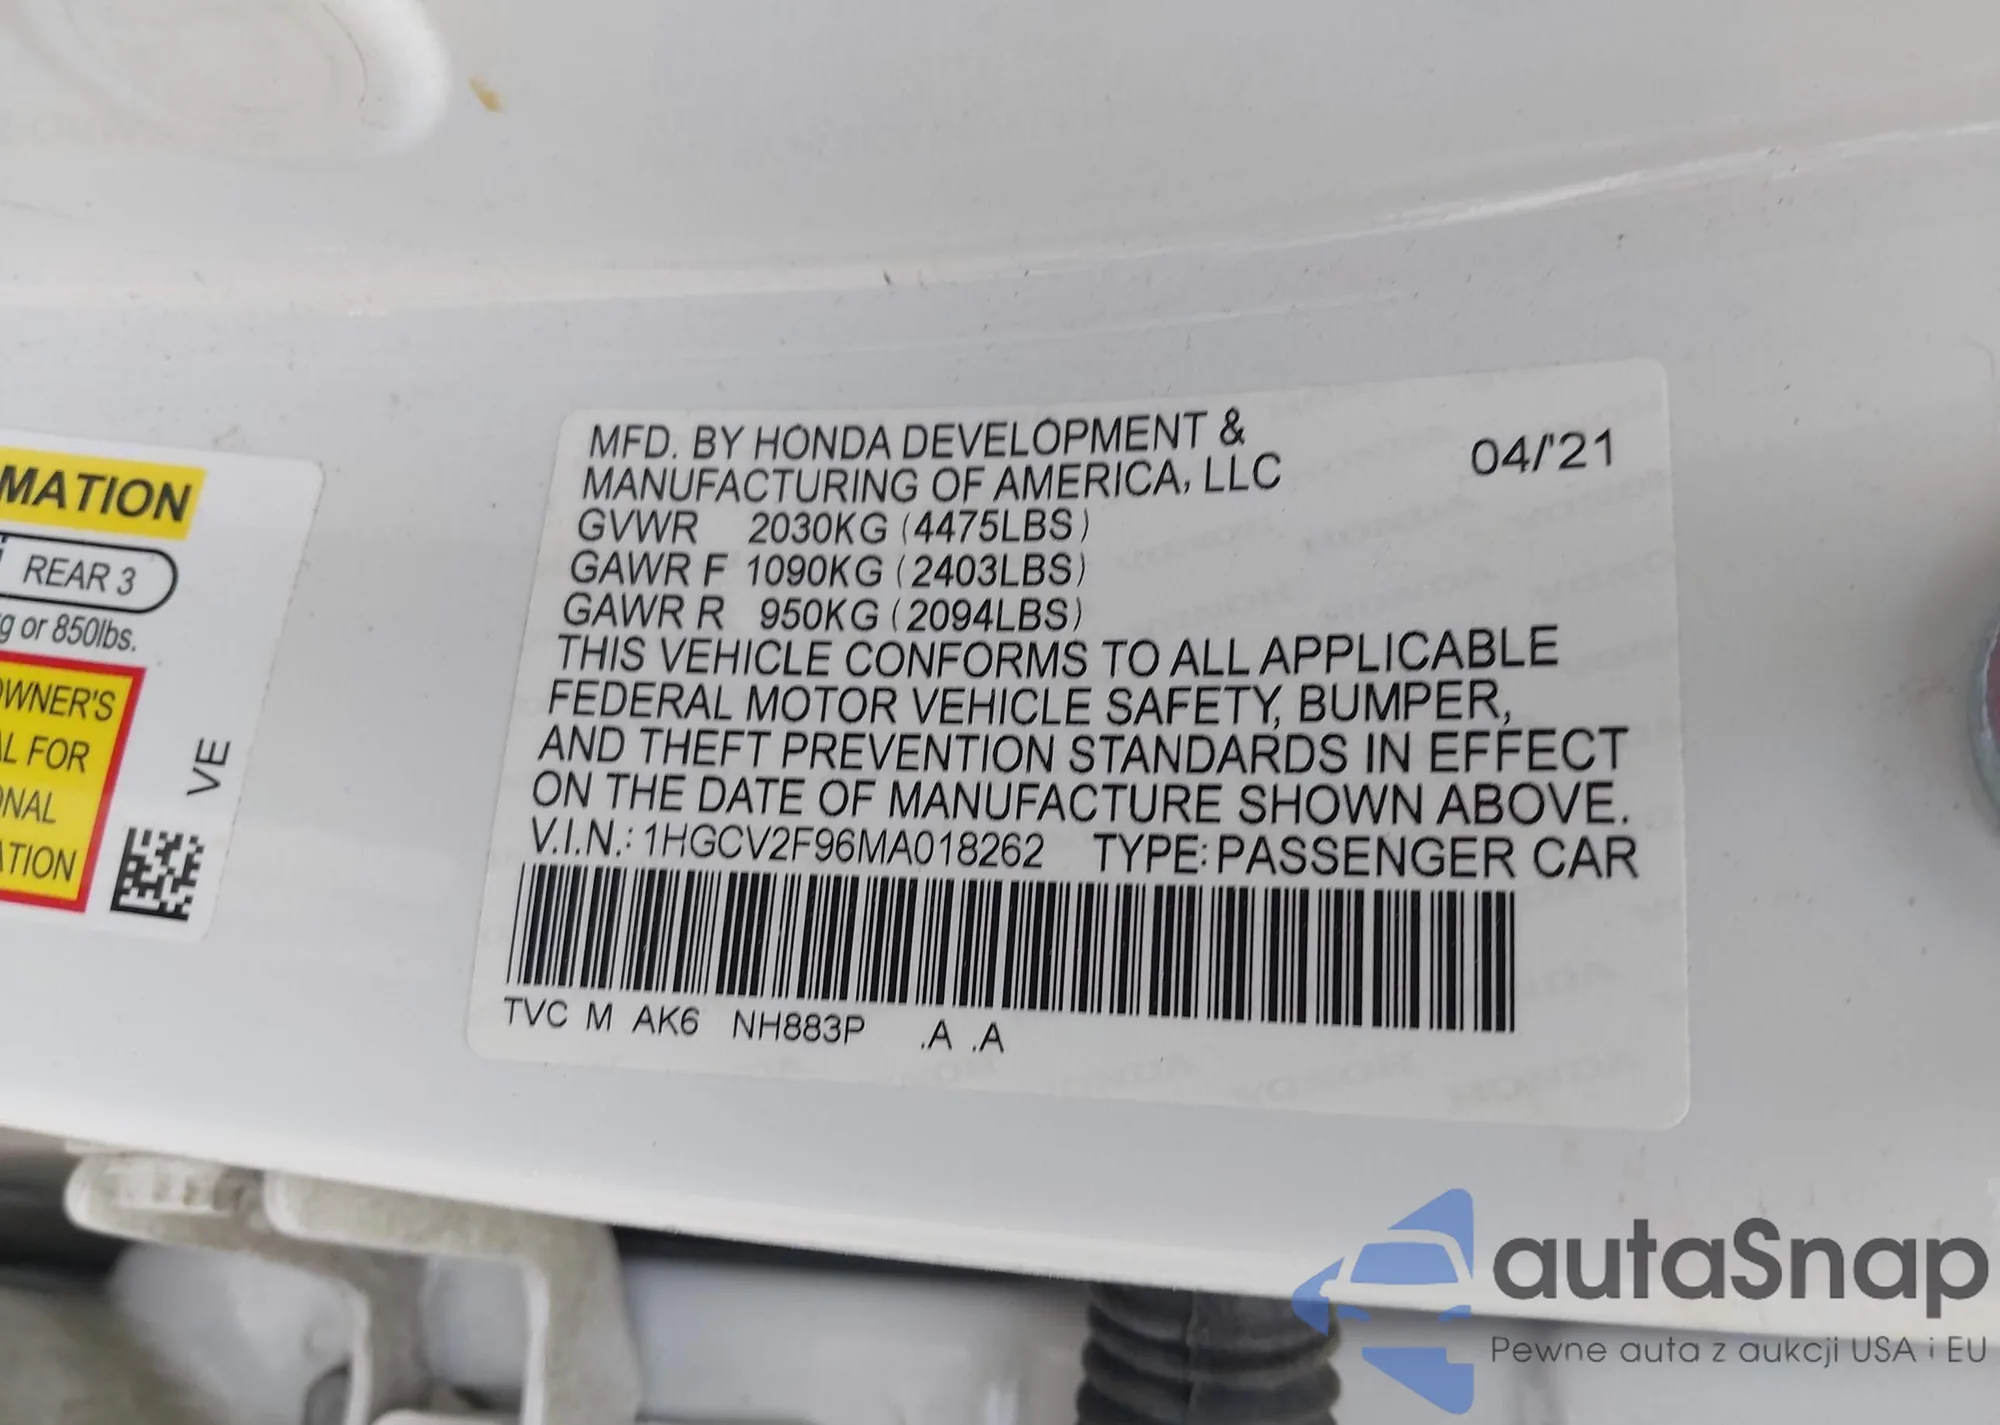 MATION
REAR 3
g or 850lbs.
OWNER'S
L FOR
ONAL
ATION
VE
MFD. BY HONDA DEVELOPMENT &
MANUFACTURING OF AMERICA, LLC
04/'21
GVWR 2030KG (4475LBS)
GAWR F 1090KG (2403LBS)
GAWR R 950KG (2094LBS)
THIS VEHICLE CONFORMS TO ALL APPLICABLE
FEDERAL MOTOR VEHICLE SAFETY, BUMPER,
AND THEFT PREVENTION STANDARDS IN EFFECT
ON THE DATE OF MANUFACTURE SHOWN ABOVE.
V.I.N.: 1HGCV2F96MA018262 TYPE: PASSENGER CAR
TVC M AK6 NH883P .A .A
autaSnap
Pewne auta z aukcji USA i EU